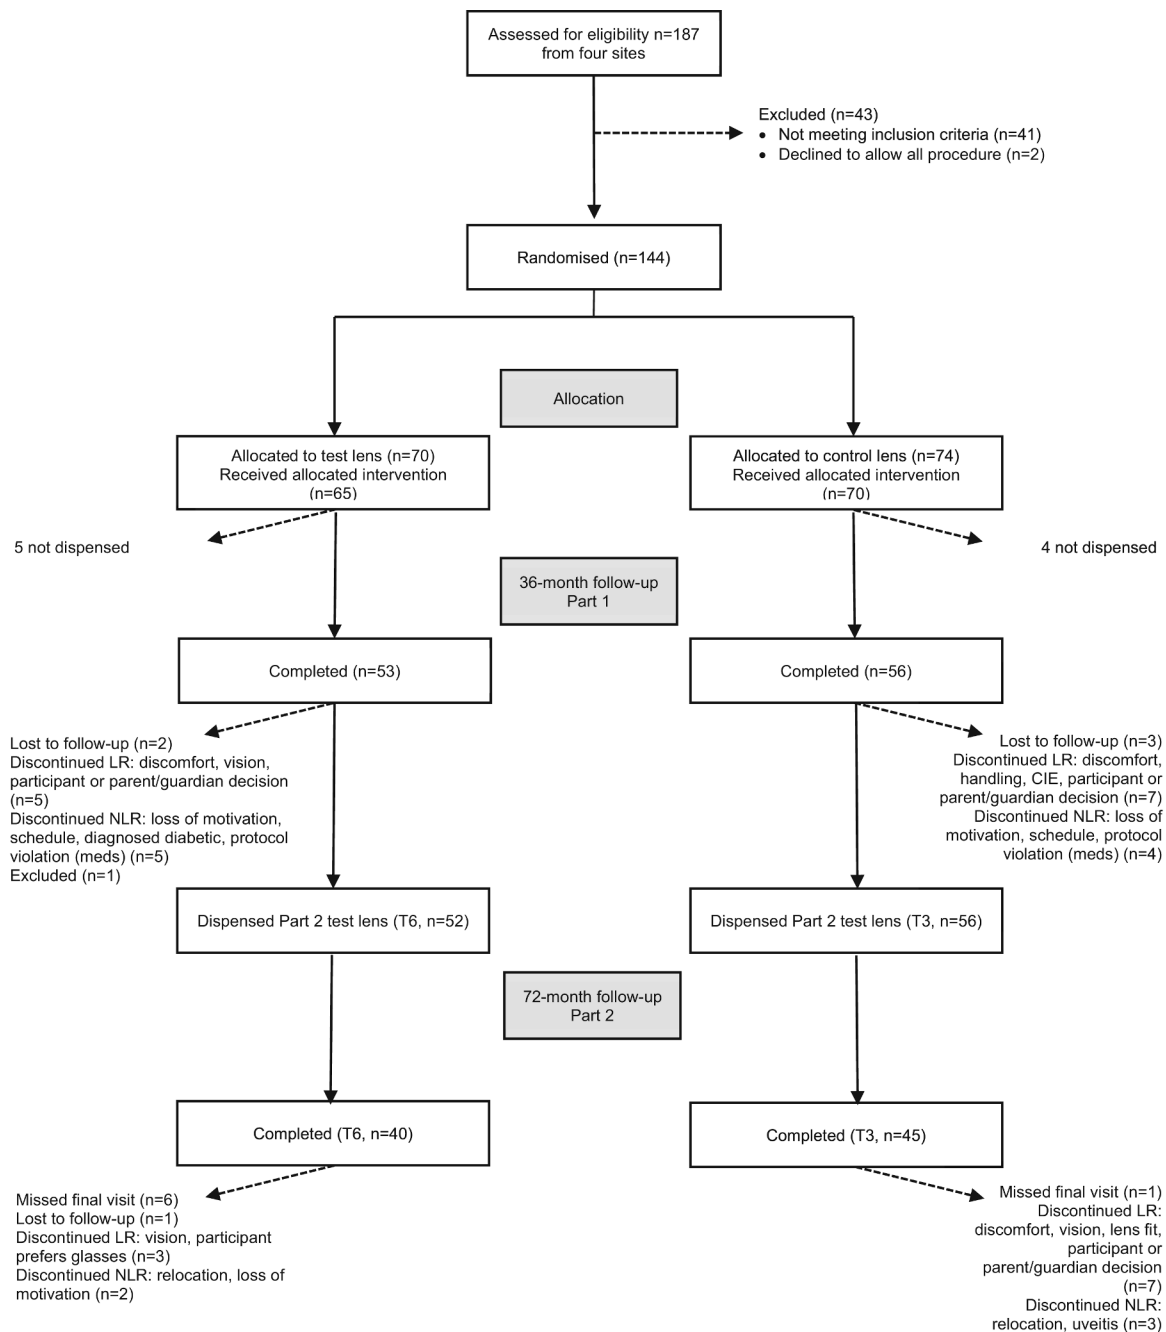 Assessed for eligibility n=187
from four sites
Excluded (n=43)
• Not meeting inclusion criteria (n=41)
• Declined to allow all procedure (n=2)
Randomised (n=144)
Allocation
Allocated to test lens (n=70)
Received allocated intervention
(n=65)
Allocated to control lens (n=74)
Received allocated intervention
(n=70)
5 not dispensed
4 not dispensed
36-month follow-up
Part 1
Completed (n=53)
Completed (n=56)
Lost to follow-up (n=2)
Discontinued LR: discomfort, vision,
participant or parent/guardian decision
(n=5)
Discontinued NLR: loss of motivation,
schedule, diagnosed diabetic, protocol
violation (meds) (n=5)
Excluded (n=1)
Lost to follow-up (n=3)
Discontinued LR: discomfort,
handling, CIE, participant or
parent/guardian decision (n=7)
Discontinued NLR: loss of
motivation, schedule, protocol
violation (meds) (n=4)
Dispensed Part 2 test lens (T6, n=52)
Dispensed Part 2 test lens (T3, n=56)
72-month follow-up
Part 2
Completed (T6, n=40)
Completed (T3, n=45)
Missed final visit (n=6)
Lost to follow-up (n=1)
Discontinued LR: vision, participant
prefers glasses (n=3)
Discontinued NLR: relocation, loss of
motivation (n=2)
Missed final visit (n=1)
Discontinued LR:
discomfort, vision, lens fit,
participant or
parent/guardian decision
(n=7)
Discontinued NLR:
relocation, uveitis (n=3)